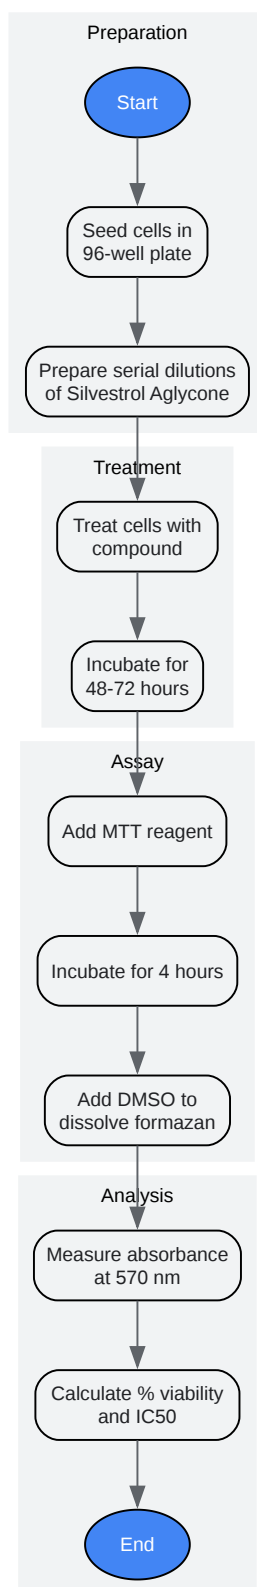 Preparation
Start
Seed cells in
96-well plate
Prepare serial dilutions
of Silvestrol Aglycone
Treatment
Treat cells with
compound
Incubate for
48-72 hours
Assay
Add MTT reagent
Incubate for 4 hours
Add DMSO to
dissolve formazan
Analysis
Measure absorbance
at 570 nm
Calculate % viability
and IC50
End